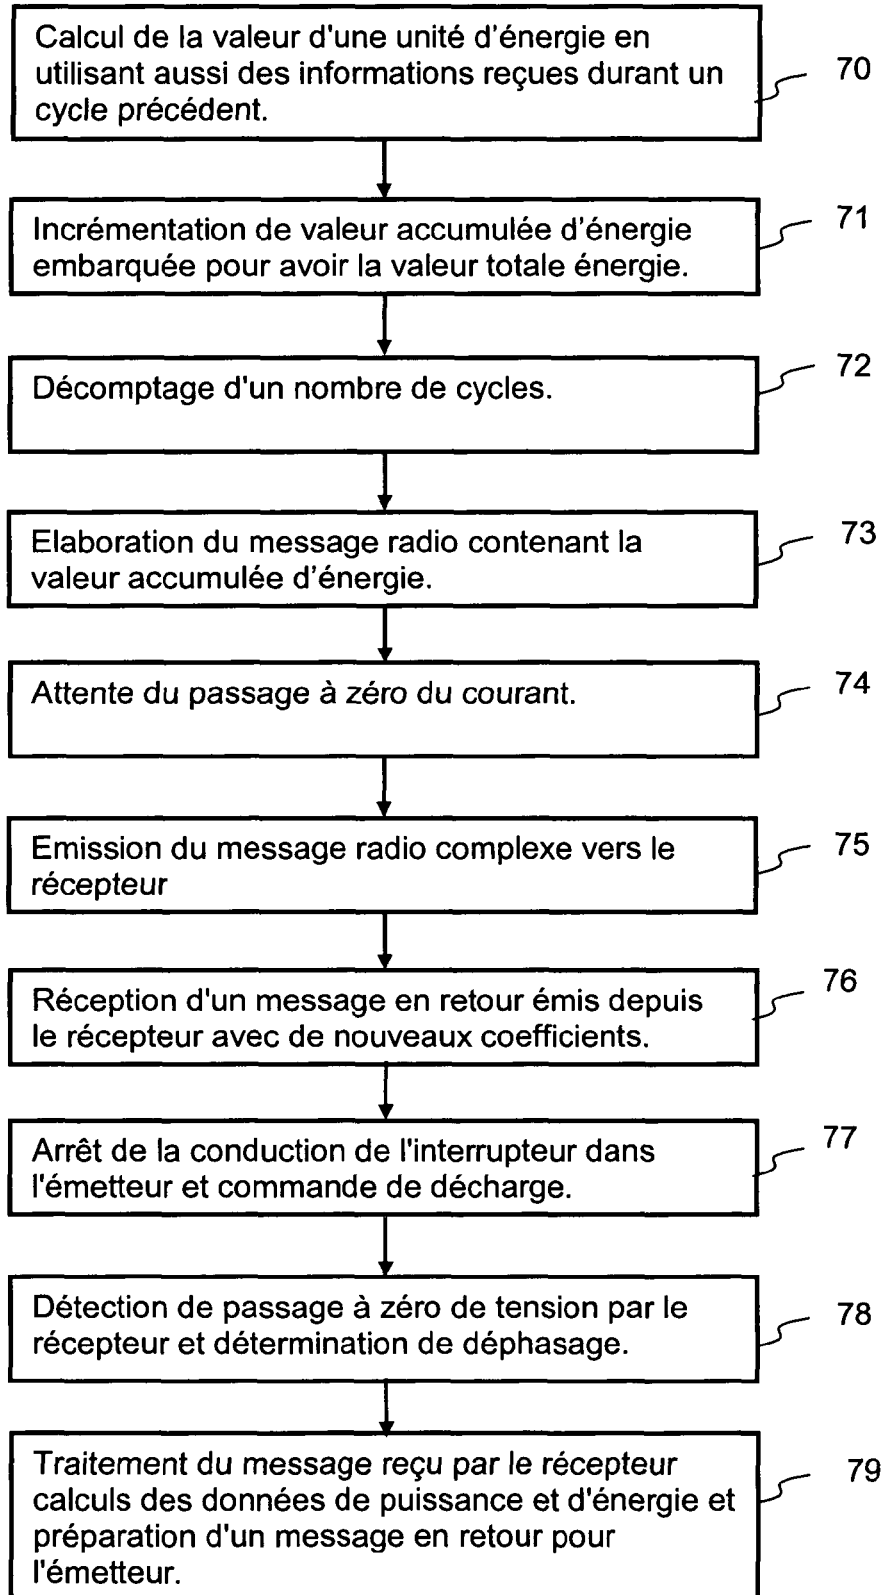 Calcul de la valeur d'une unité d'énergie en
utilisant aussi des informations reçues durant un
cycle précédent.
70
Incrémentation de valeur accumulée d'énergie
embarquée pour avoir la valeur totale énergie.
71
Décomptage d'un nombre de cycles.
72
Elaboration du message radio contenant la
valeur accumulée d'énergie.
73
Attente du passage à zéro du courant.
74
Emission du message radio complexe vers le
récepteur
75
Réception d'un message en retour émis depuis
le récepteur avec de nouveaux coefficients.
76
Arrêt de la conduction de l'interrupteur dans
l'émetteur et commande de décharge.
77
Détection de passage à zéro de tension par le
récepteur et détermination de déphasage.
78
Traitement du message reçu par le récepteur
calculs des données de puissance et d'énergie et
préparation d'un message en retour pour
l'émetteur.
79